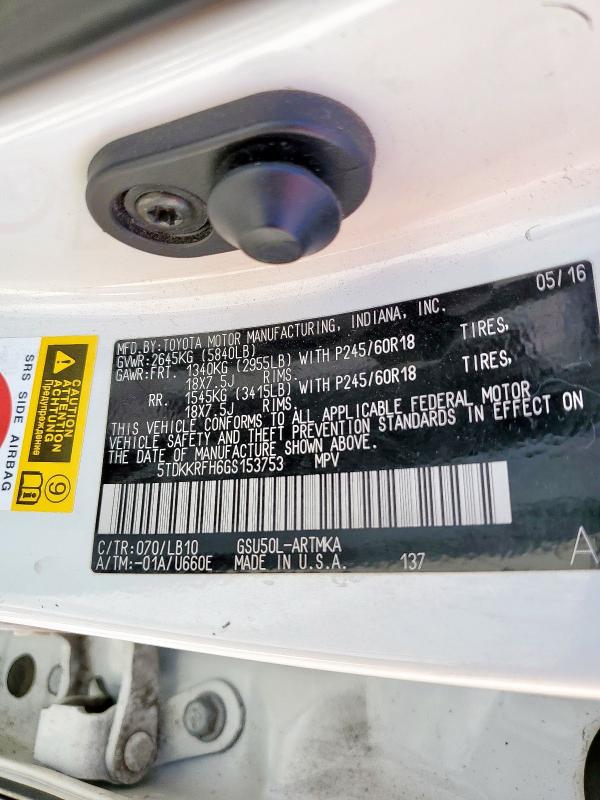 05/16
MFD.BY:TOYOTA MOTOR MANUFACTURING, INDIANA, INC.
GVWR:2645KG (5840LB)
GAWR:FRT. 1340KG (2955LB) WITH P245/60R18 TIRES,
18X7.5J RIMS.
RR. 1545KG (3415LB) WITH P245/60R18 TIRES,
18X7.5J RIMS.
THIS VEHICLE CONFORMS TO ALL APPLICABLE FEDERAL MOTOR
VEHICLE SAFETY AND THEFT PREVENTION STANDARDS IN EFFECT ON
THE DATE OF MANUFACTURE SHOWN ABOVE.
5TDKKRFH6GS153753 MPV
C/TR:070/LB10 GSU50L-ARTMKA
A/TM:-01A/U660E MADE IN U.S.A. 137 A
SRS SIDE AIRBAG
CAUTION
ATTENTION
ACHTUNG
Предупреждение
9